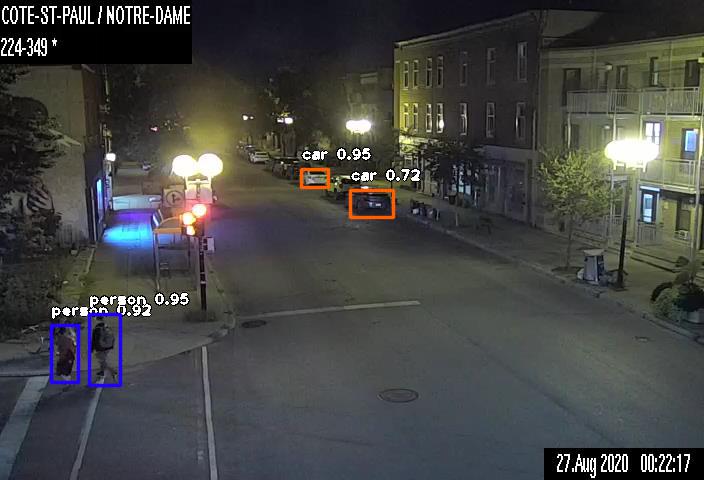 COTE-ST-PAUL / NOTRE-DAME
224-349 *
car 0.95
car 0.72
person 0.95
person 0.92
27.Aug 2020 00:22:17